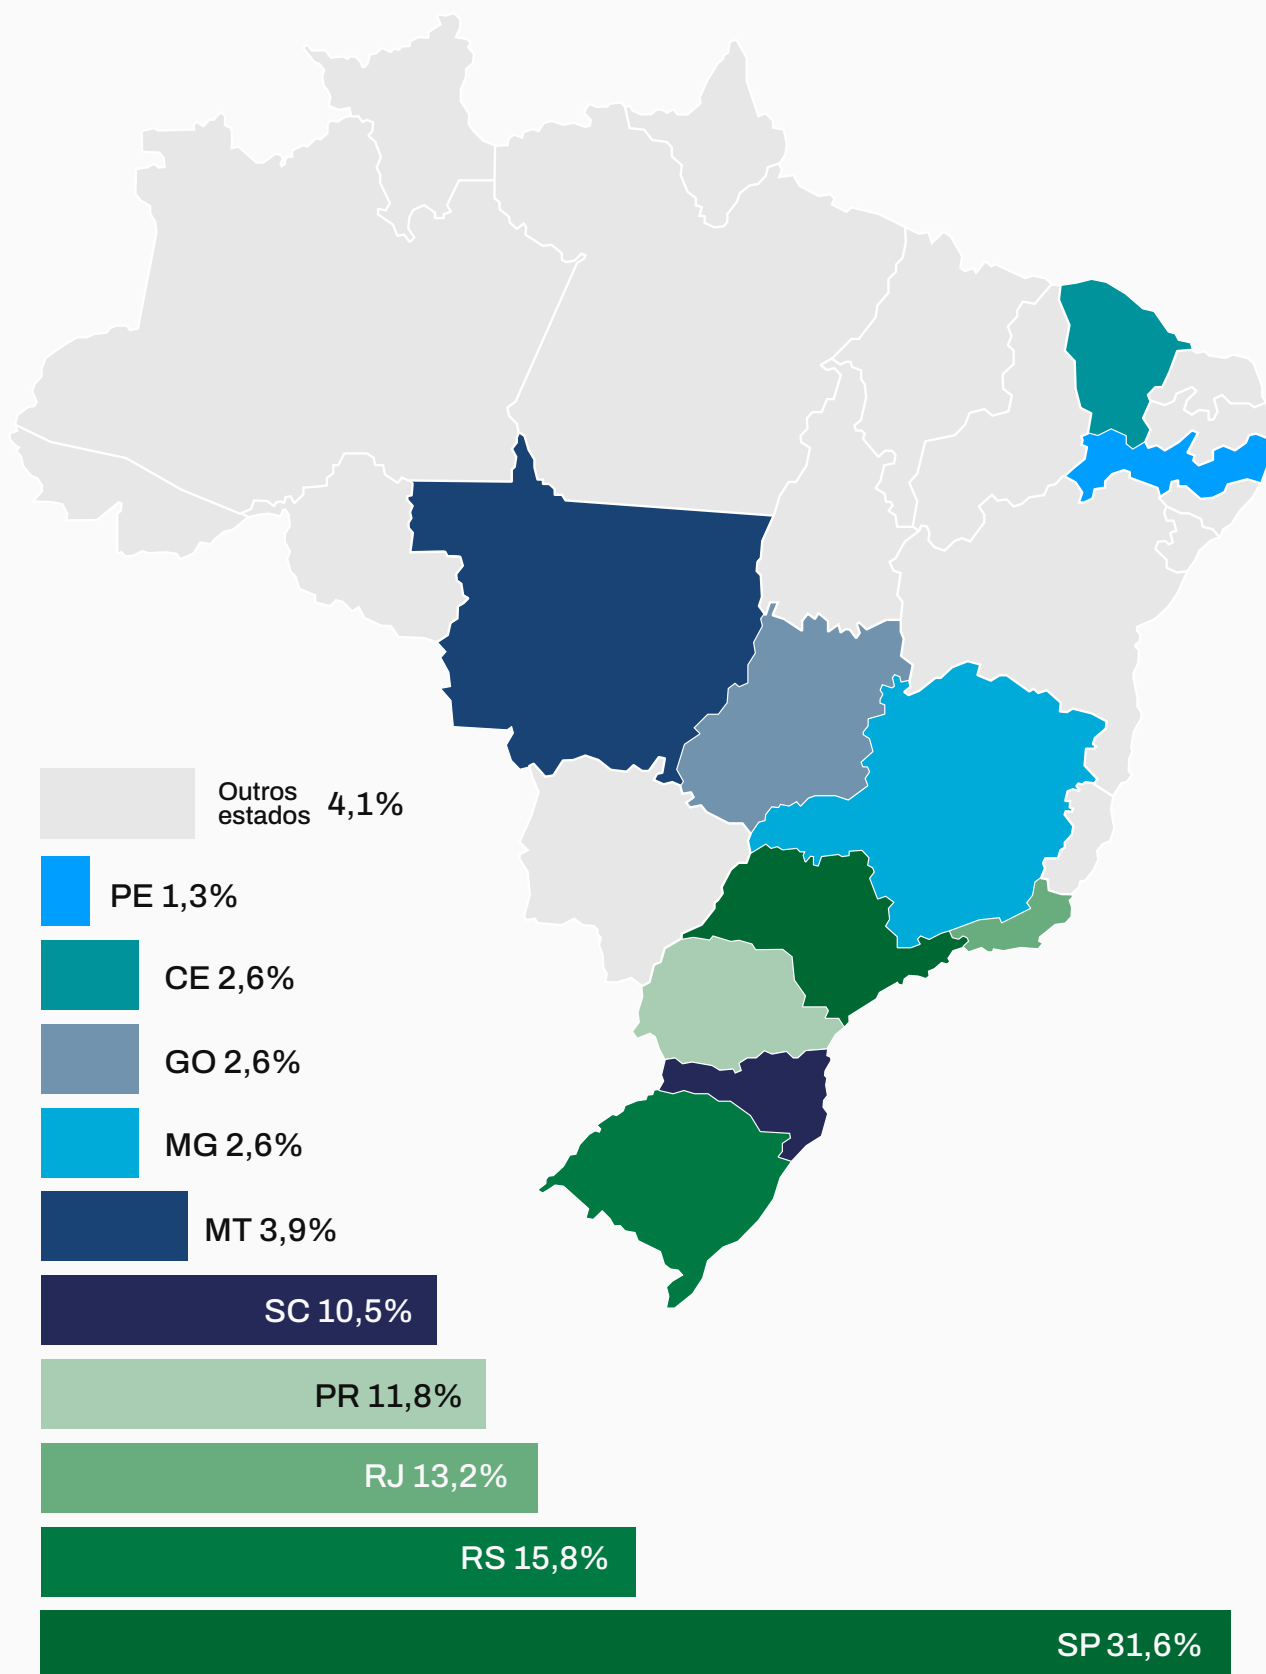 Outros
estados 4,1%
PE 1,3%
CE 2,6%
GO 2,6%
MG 2,6%
MT 3,9%
SC 10,5%
PR 11,8%
RJ 13,2%
RS 15,8%
SP 31,6%